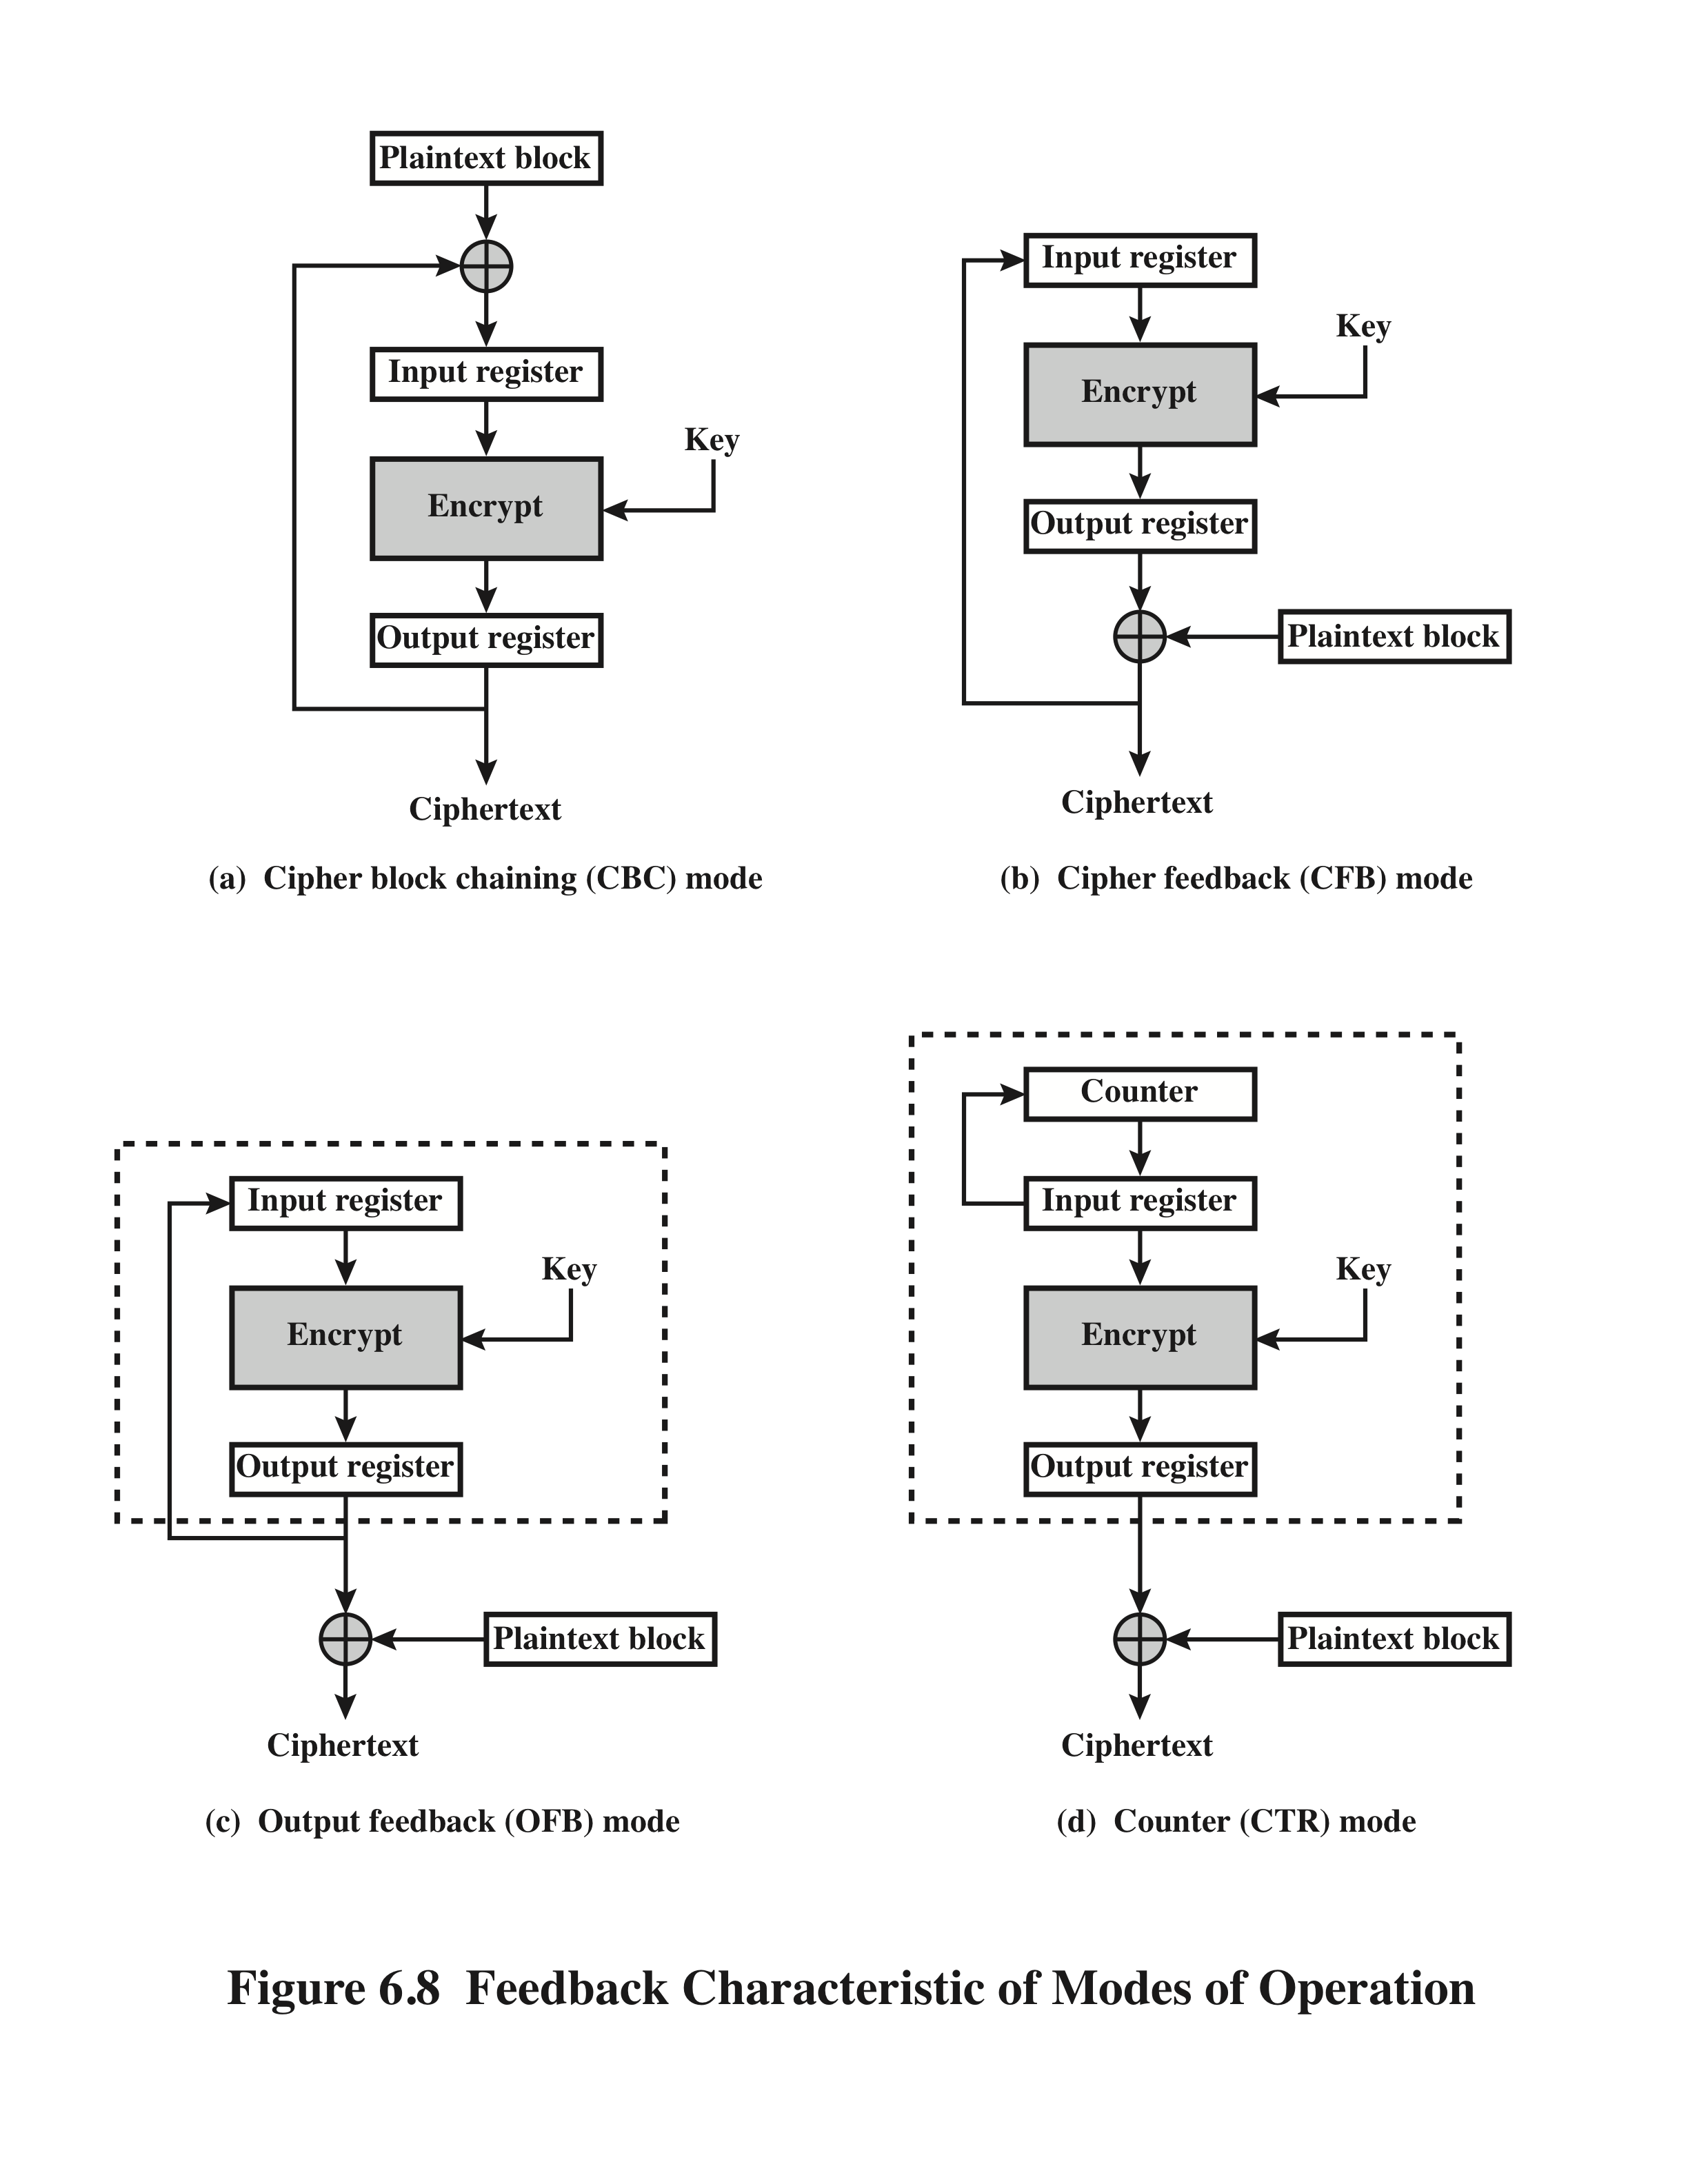 Plaintext block
Input register
Key
Encrypt
Output register
Ciphertext
(a) Cipher block chaining (CBC) mode
Input register
Key
Encrypt
Output register
Plaintext block
Ciphertext
(b) Cipher feedback (CFB) mode
Input register
Key
Encrypt
Output register
Plaintext block
Ciphertext
(c) Output feedback (OFB) mode
Counter
Input register
Key
Encrypt
Output register
Plaintext block
Ciphertext
(d) Counter (CTR) mode
Figure 6.8 Feedback Characteristic of Modes of Operation